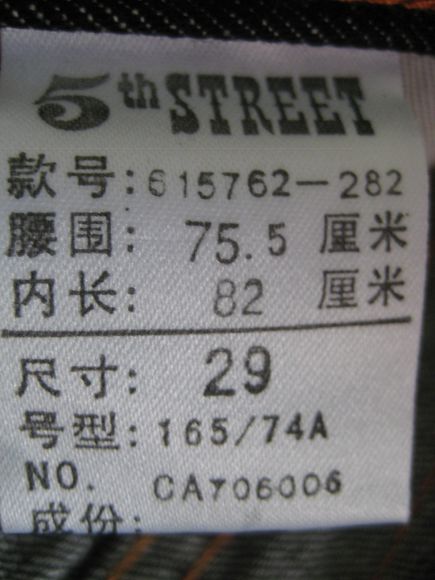 5th STREET
款号:615762-282
腰围: 75.5 厘米
内长: 82 厘米
尺寸: 29
号型:165/74A
NO. CA706006
成份: